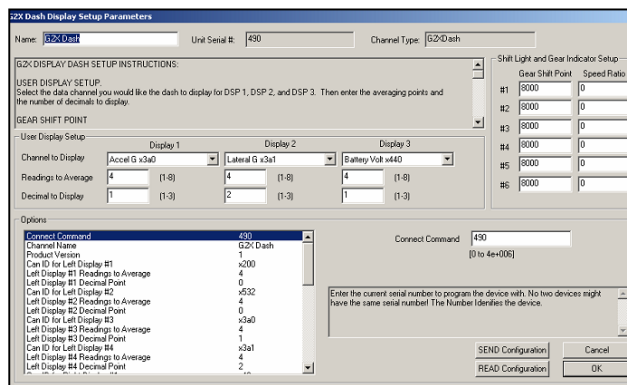 G2X Dash Display Setup Parameters
Name: G2X Dash Unit Serial #: 490 Channel Type: G2XDash
G2X DISPLAY DASH SETUP INSTRUCTIONS:
USER DISPLAY SETUP.
Select the data channel you would like the dash to display for DSP 1, DSP 2, and DSP 3. Then enter the averaging points and
the number of decimals to display.
GEAR SHIFT POINT
Shift Light and Gear Indicator Setup
Gear Shift Point Speed Ratio
#1 8000 0
#2 8000 0
#3 8000 0
#4 8000 0
#5 8000 0
#6 8000 0
User Display Setup
Display 1 Display 2 Display 3
Channel to Display Accel G x3a0 Lateral G x3a1 Battery Volt x440
Readings to Average 4 (1-8) 4 (1-8) 4 (1-8)
Decimal to Display 1 (1-3) 2 (1-3) 1 (1-3)
Options
Connect Command 490
Channel Name G2X Dash
Product Version 1
Can ID for Left Display #1 x200
Left Display #1 Readings to Average 4
Left Display #1 Decimal Point 0
Can ID for Left Display #2 x532
Left Display #2 Readings to Average 4
Left Display #2 Decimal Point 0
Can ID for Left Display #3 x3a0
Left Display #3 Readings to Average 4
Left Display #3 Decimal Point 1
Can ID for Left Display #4 x3a1
Left Display #4 Readings to Average 4
Left Display #4 Decimal Point 2
Connect Command 490
[0 to 4e+006]
Enter the current serial number to program the device with. No two devices might
have the same serial number! The Number Idenifies the device.
SEND Configuration Cancel
READ Configuration OK